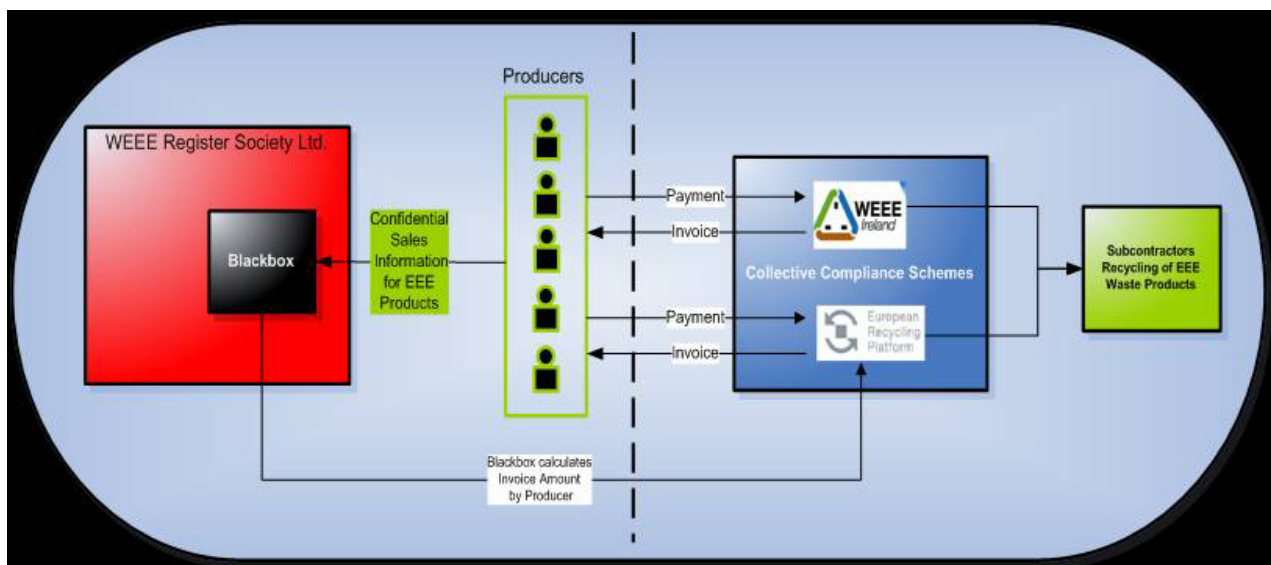 Producers
WEEE Register Society Ltd.
Blackbox
Confidential
Sales
Information
for EEE
Products
Payment
Invoice
Payment
Invoice
WEEE
Ireland
Collective Compliance Schemes
European
Recycling
Platform
Subcontractors
Recycling of EEE
Waste Products
Blackbox calculates
Invoice Amount
by Producer